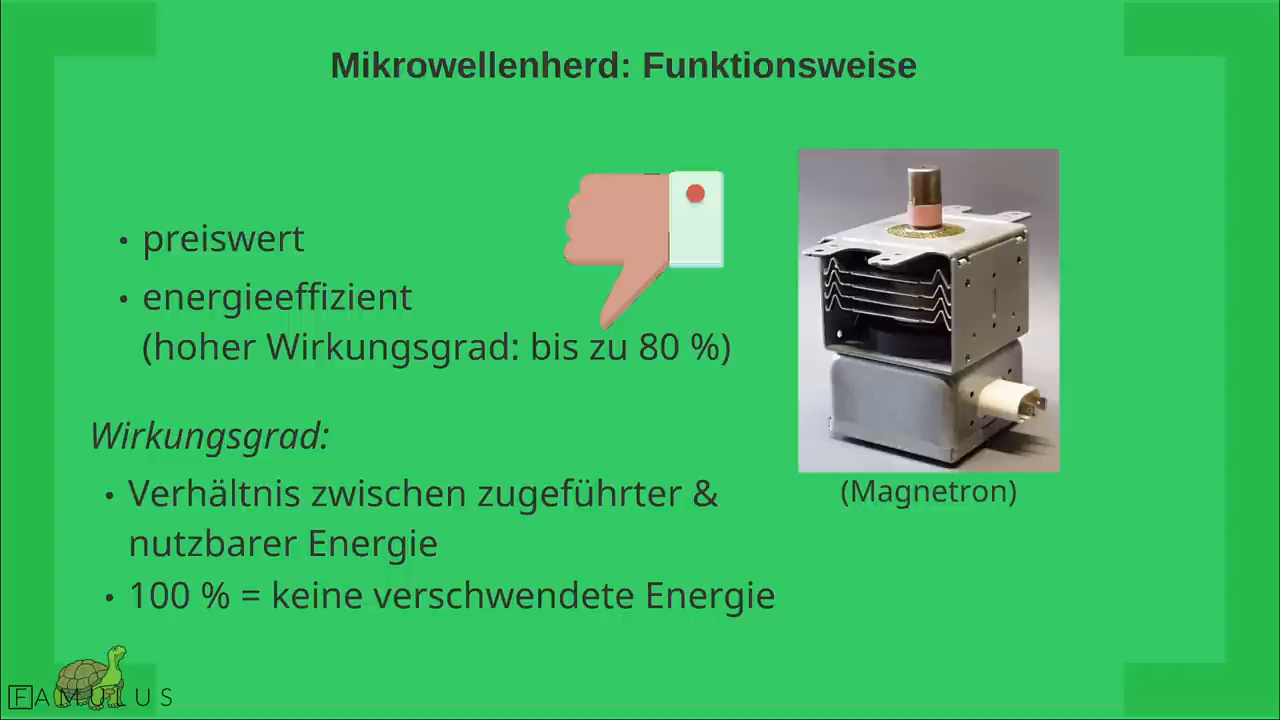 Mikrowellenherd: Funktionsweise
• preiswert
• energieeffizient
(hoher Wirkungsgrad: bis zu 80 %)
Wirkungsgrad:
• Verhältnis zwischen zugeführter &
nutzbarer Energie
• 100 % = keine verschwendete Energie
(Magnetron)
FAMULUS